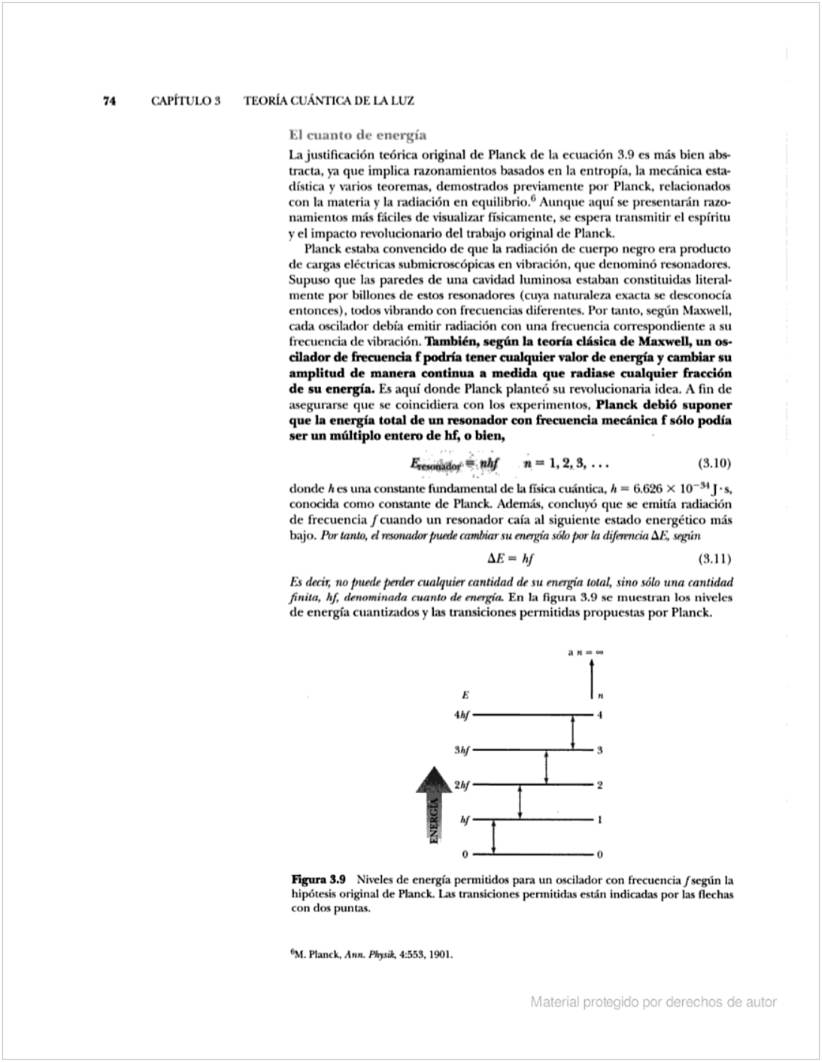 74 CAPÍTULO 3 TEORÍA CUÁNTICA DE LA LUZ
El cuanto de energía
La justificación teórica original de Planck de la ecuación 3.9 es más bien abs-
tracta, ya que implica razonamientos basados en la entropía, la mecánica esta-
dística y varios teoremas, demostrados previamente por Planck, relacionados
con la materia y la radiación en equilibrio.⁶ Aunque aquí se presentarán razo-
namientos más fáciles de visualizar físicamente, se espera transmitir el espíritu
y el impacto revolucionario del trabajo original de Planck.
Planck estaba convencido de que la radiación de cuerpo negro era producto
de cargas eléctricas submicroscópicas en vibración, que denominó resonadores.
Supuso que las paredes de una cavidad luminosa estaban constituidas literal-
mente por billones de estos resonadores (cuya naturaleza exacta se desconocía
entonces), todos vibrando con frecuencias diferentes. Por tanto, según Maxwell,
cada oscilador debía emitir radiación con una frecuencia correspondiente a su
frecuencia de vibración. También, según la teoría clásica de Maxwell, un os-
cilador de frecuencia f podría tener cualquier valor de energía y cambiar su
amplitud de manera continua a medida que radiase cualquier fracción
de su energía. Es aquí donde Planck planteó su revolucionaria idea. A fin de
asegurarse que se coincidiera con los experimentos, Planck debió suponer
que la energía total de un resonador con frecuencia mecánica f sólo podía
ser un múltiplo entero de hf, o bien,
E_resonador = nhf n = 1, 2, 3, ... (3.10)
donde h es una constante fundamental de la física cuántica, h = 6.626 × 10⁻³⁴ J·s,
conocida como constante de Planck. Además, concluyó que se emitía radiación
de frecuencia f cuando un resonador caía al siguiente estado energético más
bajo. Por tanto, el resonador puede cambiar su energía sólo por la diferencia ΔE, según
ΔE = hf (3.11)
Es decir, no puede perder cualquier cantidad de su energía total, sino sólo una cantidad
finita, hf, denominada cuanto de energía. En la figura 3.9 se muestran los niveles
de energía cuantizados y las transiciones permitidas propuestas por Planck.
a n = ∞
E n
4hf 4
3hf 3
2hf 2
hf 1
0 0
ENERGÍA
Figura 3.9 Niveles de energía permitidos para un oscilador con frecuencia f según la
hipótesis original de Planck. Las transiciones permitidas están indicadas por las flechas
con dos puntas.
⁶M. Planck, Ann. Physik, 4:553, 1901.
Material protegido por derechos de autor